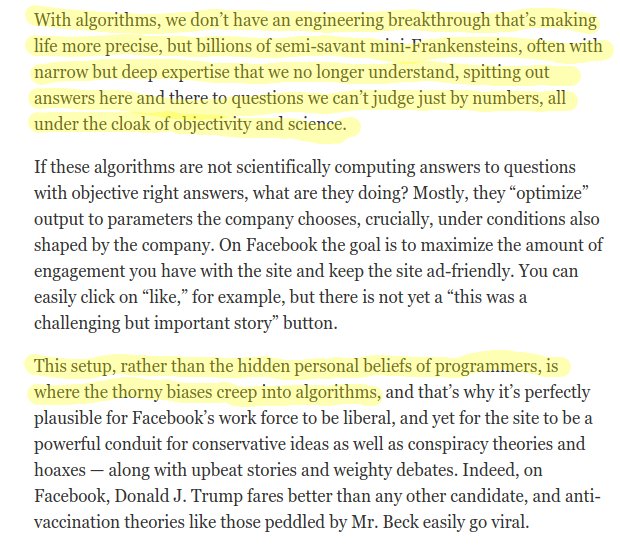 With algorithms, we don’t have an engineering breakthrough that’s making
life more precise, but billions of semi-savant mini-Frankensteins, often with
narrow but deep expertise that we no longer understand, spitting out
answers here and there to questions we can’t judge just by numbers, all
under the cloak of objectivity and science.
If these algorithms are not scientifically computing answers to questions
with objective right answers, what are they doing? Mostly, they “optimize”
output to parameters the company chooses, crucially, under conditions also
shaped by the company. On Facebook the goal is to maximize the amount of
engagement you have with the site and keep the site ad-friendly. You can
easily click on “like,” for example, but there is not yet a “this was a
challenging but important story” button.
This setup, rather than the hidden personal beliefs of programmers, is
where the thorny biases creep into algorithms, and that’s why it’s perfectly
plausible for Facebook’s work force to be liberal, and yet for the site to be a
powerful conduit for conservative ideas as well as conspiracy theories and
hoaxes — along with upbeat stories and weighty debates. Indeed, on
Facebook, Donald J. Trump fares better than any other candidate, and anti-
vaccination theories like those peddled by Mr. Beck easily go viral.